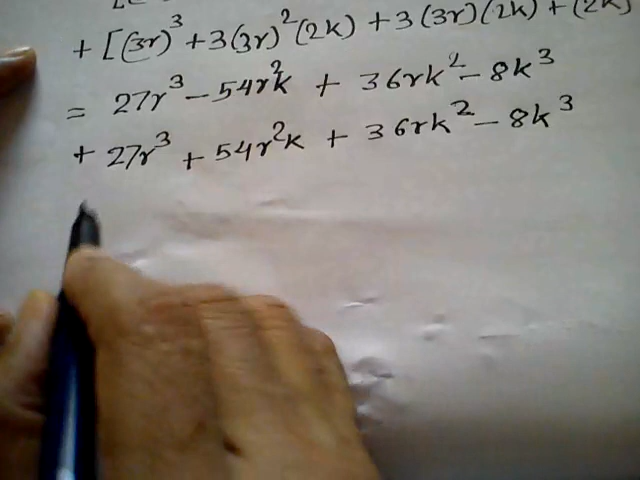 + [(3r)³ + 3(3r)²(2k) + 3(3r)(2k) + (2k)
= 27r³ - 54r²k + 36rk² - 8k³
+ 27r³ + 54r²k + 36rk² - 8k³